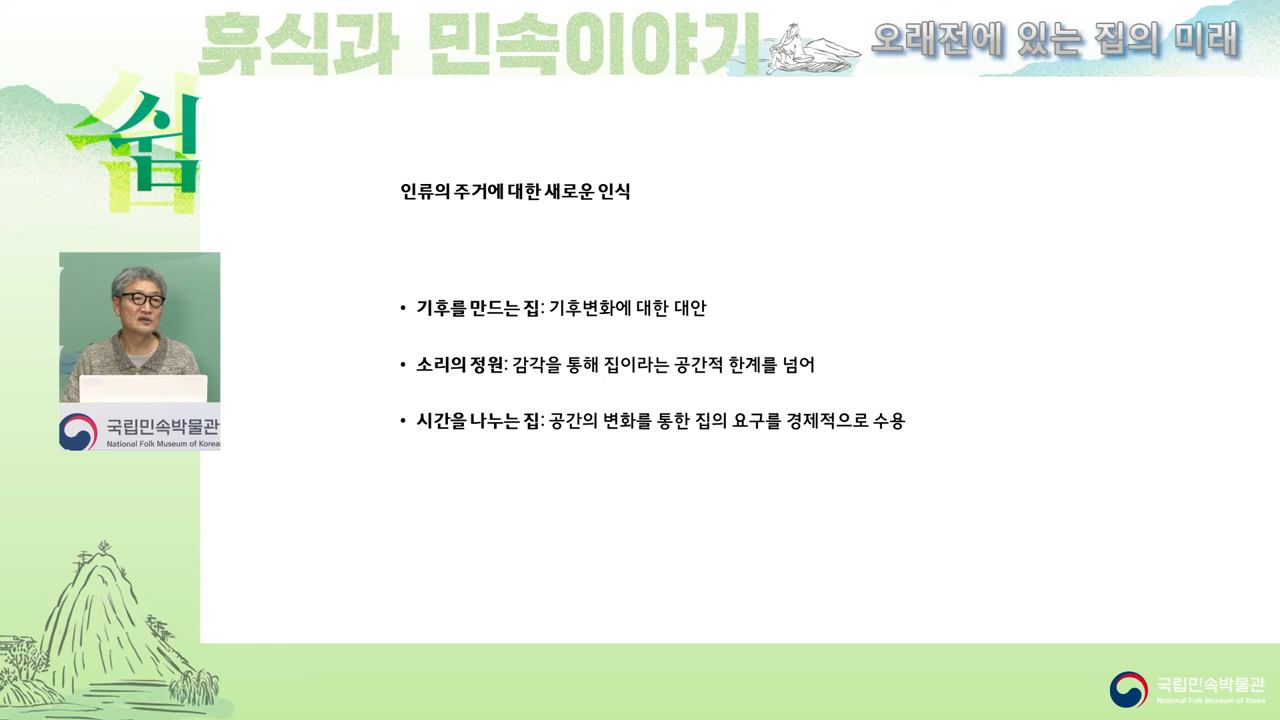 휴식과 민속이야기
오래전에 있는 집의 미래
쉼
인류의 주거에 대한 새로운 인식
• 기후를 만드는 집: 기후변화에 대한 대안
• 소리의 정원: 감각을 통해 집이라는 공간적 한계를 넘어
• 시간을 나누는 집: 공간의 변화를 통한 집의 요구를 경제적으로 수용
국립민속박물관
National Folk Museum of Korea
국립민속박물관
National Folk Museum of Korea